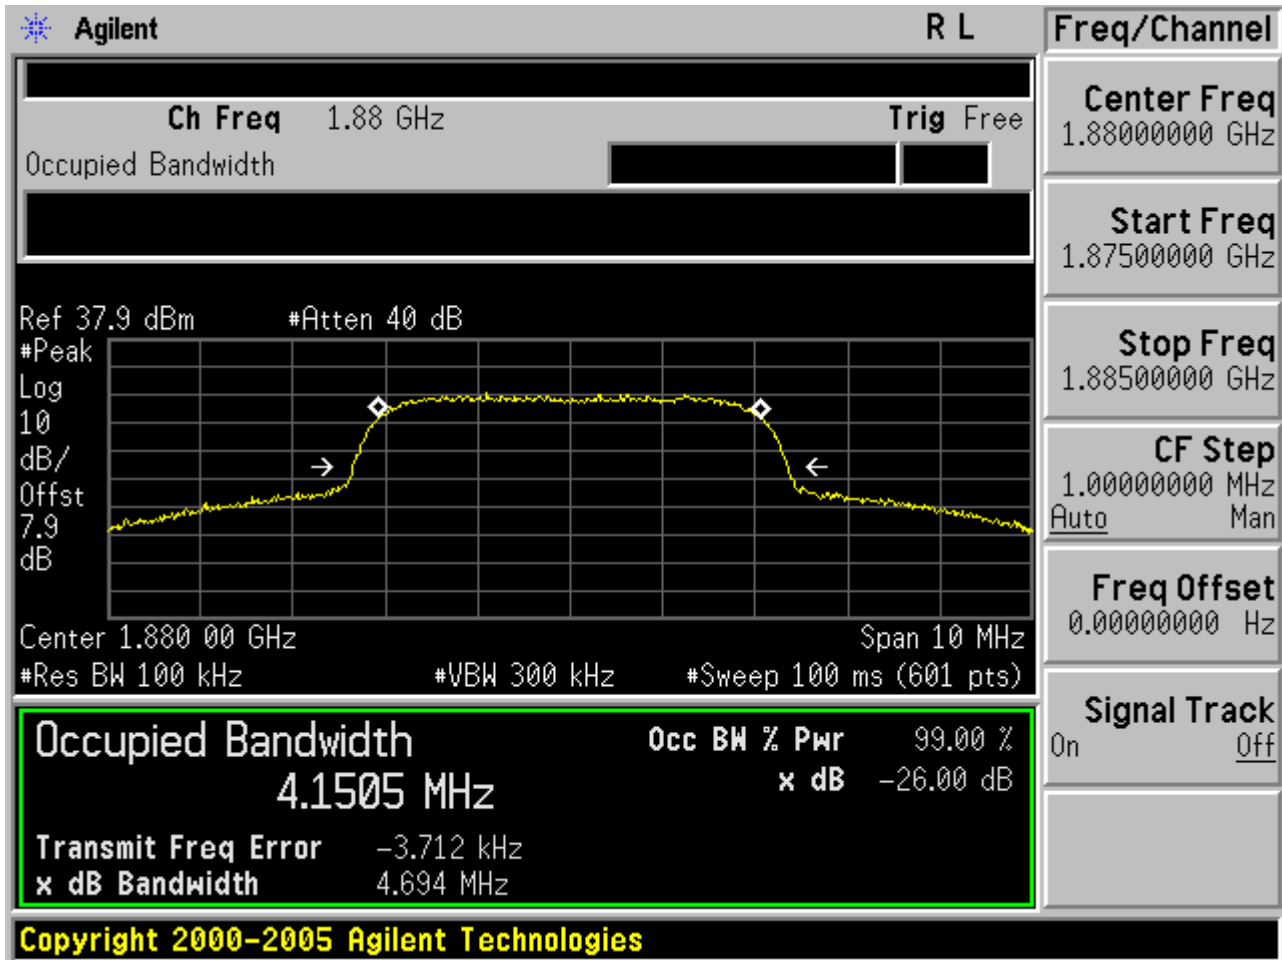 Agilent R L Freq/Channel
Ch Freq 1.88 GHz Trig Free
Occupied Bandwidth
Center Freq
1.88000000 GHz
Start Freq
1.87500000 GHz
Stop Freq
1.88500000 GHz
CF Step
1.00000000 MHz
Auto Man
Freq Offset
0.00000000 Hz
Signal Track
On Off
Ref 37.9 dBm #Atten 40 dB
#Peak
Log
10
dB/
Offst
7.9
dB
Center 1.880 00 GHz Span 10 MHz
#Res BW 100 kHz #VBW 300 kHz #Sweep 100 ms (601 pts)
Occupied Bandwidth Occ BW % Pwr 99.00 %
4.1505 MHz x dB -26.00 dB
Transmit Freq Error -3.712 kHz
x dB Bandwidth 4.694 MHz
Copyright 2000-2005 Agilent Technologies